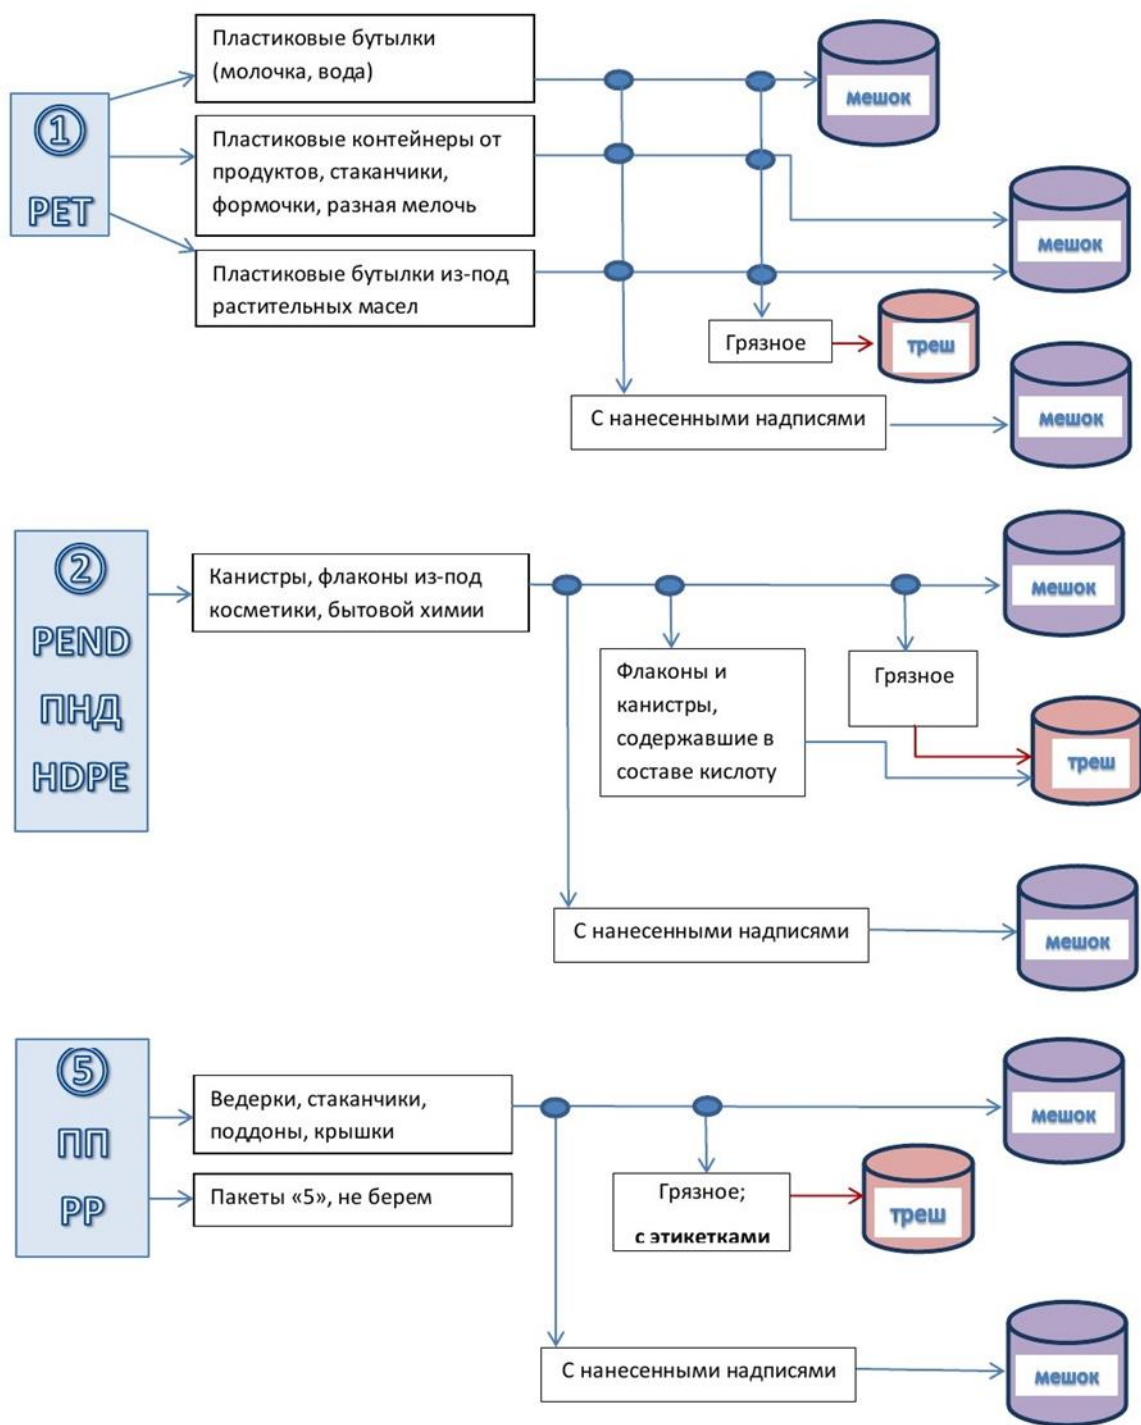 Пластиковые бутылки
(молочка, вода)
мешок
①
PET
Пластиковые контейнеры от
продуктов, стаканчики,
формочки, разная мелочь
мешок
Пластиковые бутылки из-под
растительных масел
Грязное
треш
С нанесенными надписями
мешок
②
PEND
ПНД
HDPE
Канистры, флаконы из-под
косметики, бытовой химии
мешок
Флаконы и
канистры,
содержавшие в
составе кислоту
Грязное
треш
С нанесенными надписями
мешок
⑤
ПП
PP
Ведерки, стаканчики,
поддоны, крышки
мешок
Пакеты «5», не берем
Грязное;
с этикетками
треш
С нанесенными надписями
мешок